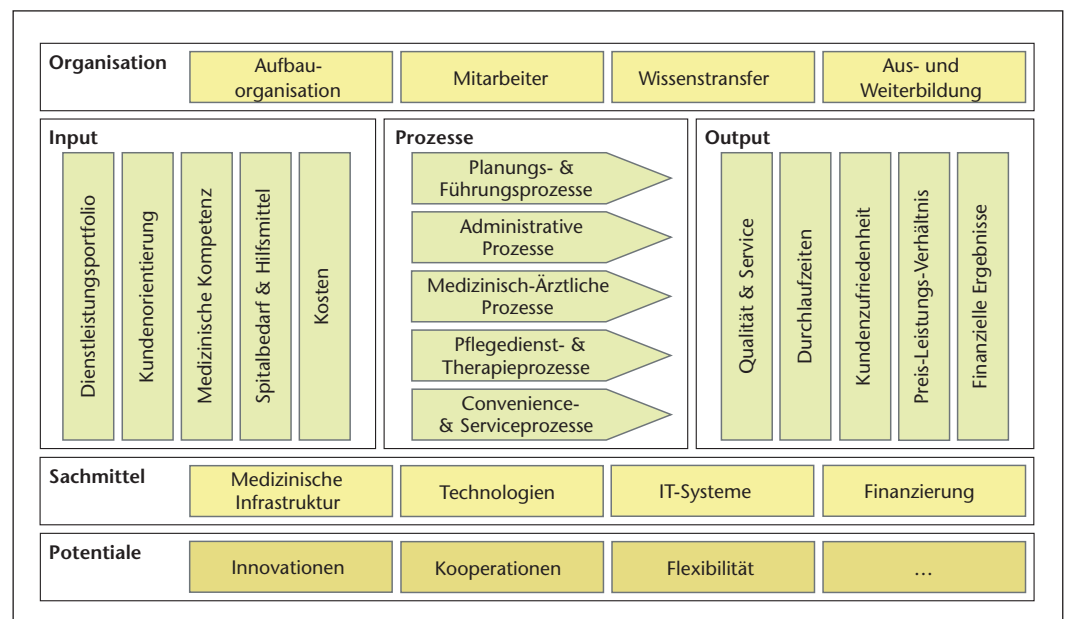 Organisation
Aufbau-
organisation
Mitarbeiter
Wissenstransfer
Aus- und
Weiterbildung
Input
Dienstleistungsportfolio
Kundenorientierung
Medizinische Kompetenz
Spitalbedarf & Hilfsmittel
Kosten
Prozesse
Planungs- &
Führungsprozesse
Administrative
Prozesse
Medizinisch-Ärztliche
Prozesse
Pflegedienst- &
Therapieprozesse
Convenience-
& Serviceprozesse
Output
Qualität & Service
Durchlaufzeiten
Kundenzufriedenheit
Preis-Leistungs-Verhältnis
Finanzielle Ergebnisse
Sachmittel
Medizinische
Infrastruktur
Technologien
IT-Systeme
Finanzierung
Potentiale
Innovationen
Kooperationen
Flexibilität
...